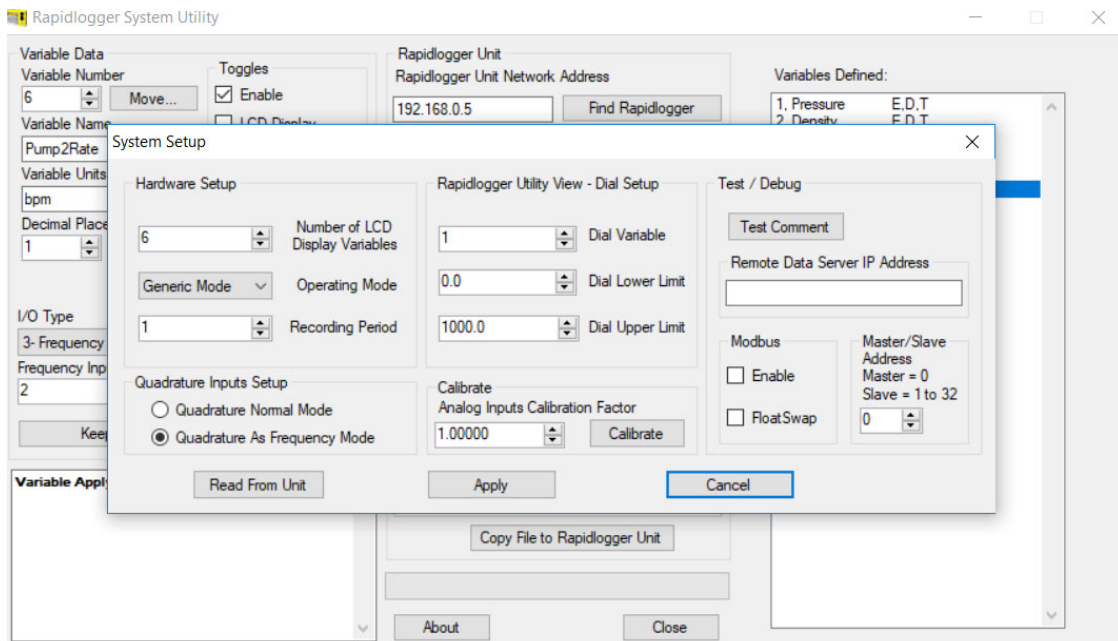 Rapidlogger System Utility
Variable Data
Variable Number
6
Move...
Variable Name
Pump2Rate
Variable Units
bpm
Decimal Place
1
I/O Type
3- Frequency
Frequency Inp
2
Keep
Variable Appl
Toggles
Enable
LCD Display
Rapidlogger Unit
Rapidlogger Unit Network Address
192.168.0.5
Find Rapidlogger
Variables Defined:
1, Pressure E,D,T
2, Density E,D,T
System Setup
Hardware Setup
6
Number of LCD
Display Variables
Generic Mode
Operating Mode
1
Recording Period
Quadrature Inputs Setup
Quadrature Normal Mode
Quadrature As Frequency Mode
Rapidlogger Utility View - Dial Setup
1
Dial Variable
0.0
Dial Lower Limit
1000.0
Dial Upper Limit
Calibrate
Analog Inputs Calibration Factor
1.00000
Calibrate
Test / Debug
Test Comment
Remote Data Server IP Address
Modbus
Enable
FloatSwap
Master/Slave
Address
Master = 0
Slave = 1 to 32
0
Read From Unit
Apply
Cancel
Copy File to Rapidlogger Unit
About
Close